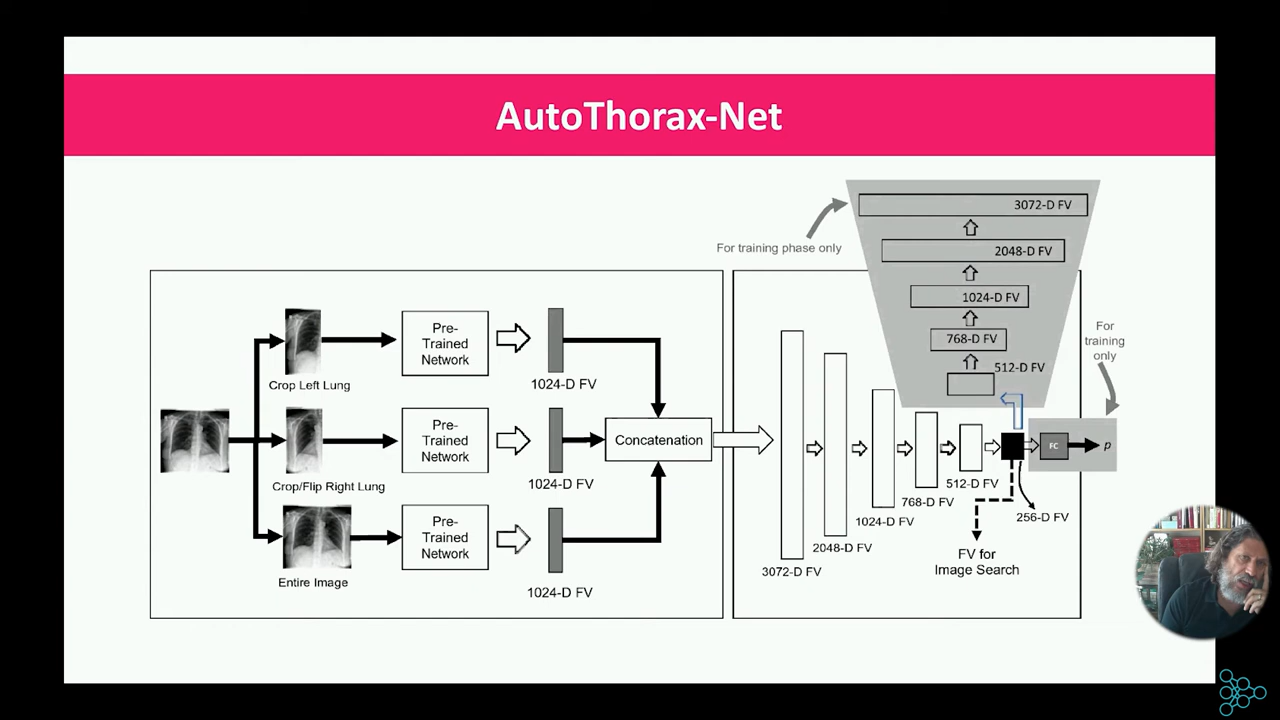 AutoThorax-Net
For training phase only
3072-D FV
2048-D FV
1024-D FV
768-D FV
512-D FV
For
training
only
Crop Left Lung
Pre-
Trained
Network
1024-D FV
Crop/Flip Right Lung
Pre-
Trained
Network
1024-D FV
Entire Image
Pre-
Trained
Network
1024-D FV
Concatenation
3072-D FV
2048-D FV
1024-D FV
768-D FV
512-D FV
256-D FV
FC
p
FV for
Image Search